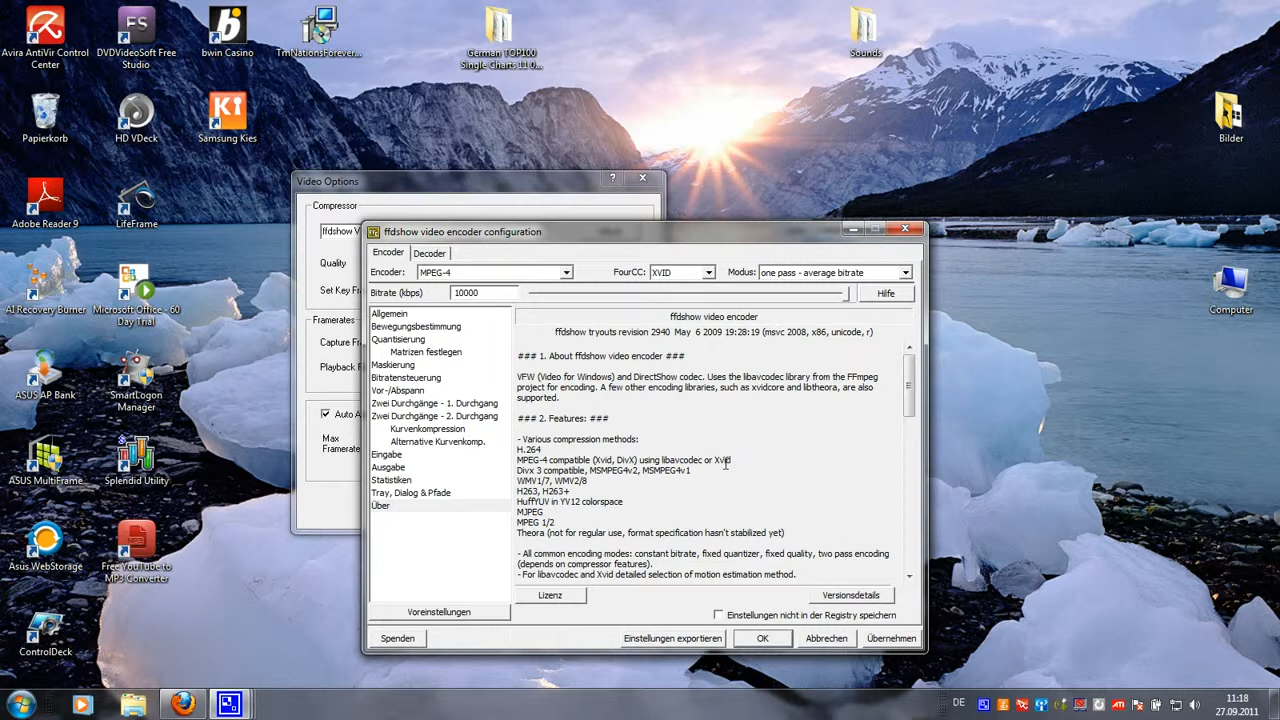 Avira AntiVir Control
Center
DVDVideoSoft Free
Studio
bwin Casino
TmNationsForever...
German TOP100
Single Charts 11 0...
Sounds
Papierkorb
HD VDeck
Samsung Kies
Bilder
Adobe Reader 9
LifeFrame
AI Recovery Burner
Microsoft Office - 60
Day Trial
Computer
ASUS AP Bank
SmartLogon
Manager
ASUS MultiFrame
Splendid Utility
Asus WebStorage
Free YouTube to
MP3 Converter
ControlDeck
Video Options
Compressor
ffdshow V
Quality
Set Key Fr
Framerates
Capture Fr
Playback F
Auto A
Max
Framerate
ffdshow video encoder configuration
Encoder Decoder
Encoder: MPEG-4 FourCC: XVID Modus: one pass - average bitrate
Bitrate (kbps) 10000 Hilfe
Allgemein
Bewegungsbestimmung
Quantisierung
Matrizen festlegen
Maskierung
Bitratensteuerung
Vor-/Abspann
Zwei Durchgänge - 1. Durchgang
Zwei Durchgänge - 2. Durchgang
Kurvenkompression
Alternative Kurvenkomp.
Eingabe
Ausgabe
Statistiken
Tray, Dialog & Pfade
Über
Voreinstellungen
ffdshow video encoder
ffdshow tryouts revision 2940 May 6 2009 19:28:19 (msvc 2008, x86, unicode, r)
### 1. About ffdshow video encoder ###
VFW (Video for Windows) and DirectShow codec. Uses the libavcodec library from the FFmpeg
project for encoding. A few other encoding libraries, such as xvidcore and libtheora, are also
supported.
### 2. Features: ###
- Various compression methods:
H.264
MPEG-4 compatible (Xvid, DivX) using libavcodec or Xvid
Divx 3 compatible, MSMPEG4v2, MSMPEG4v1
WMV1/7, WMV2/8
H263, H263+
HuffYUV in YV12 colorspace
MJPEG
MPEG 1/2
Theora (not for regular use, format specification hasn't stabilized yet)
- All common encoding modes: constant bitrate, fixed quantizer, fixed quality, two pass encoding
(depends on compressor features).
- For libavcodec and Xvid detailed selection of motion estimation method.
Lizenz Versionsdetails
Einstellungen nicht in der Registry speichern
Spenden Einstellungen exportieren OK Abbrechen Übernehmen
DE
11:18
27.09.2011